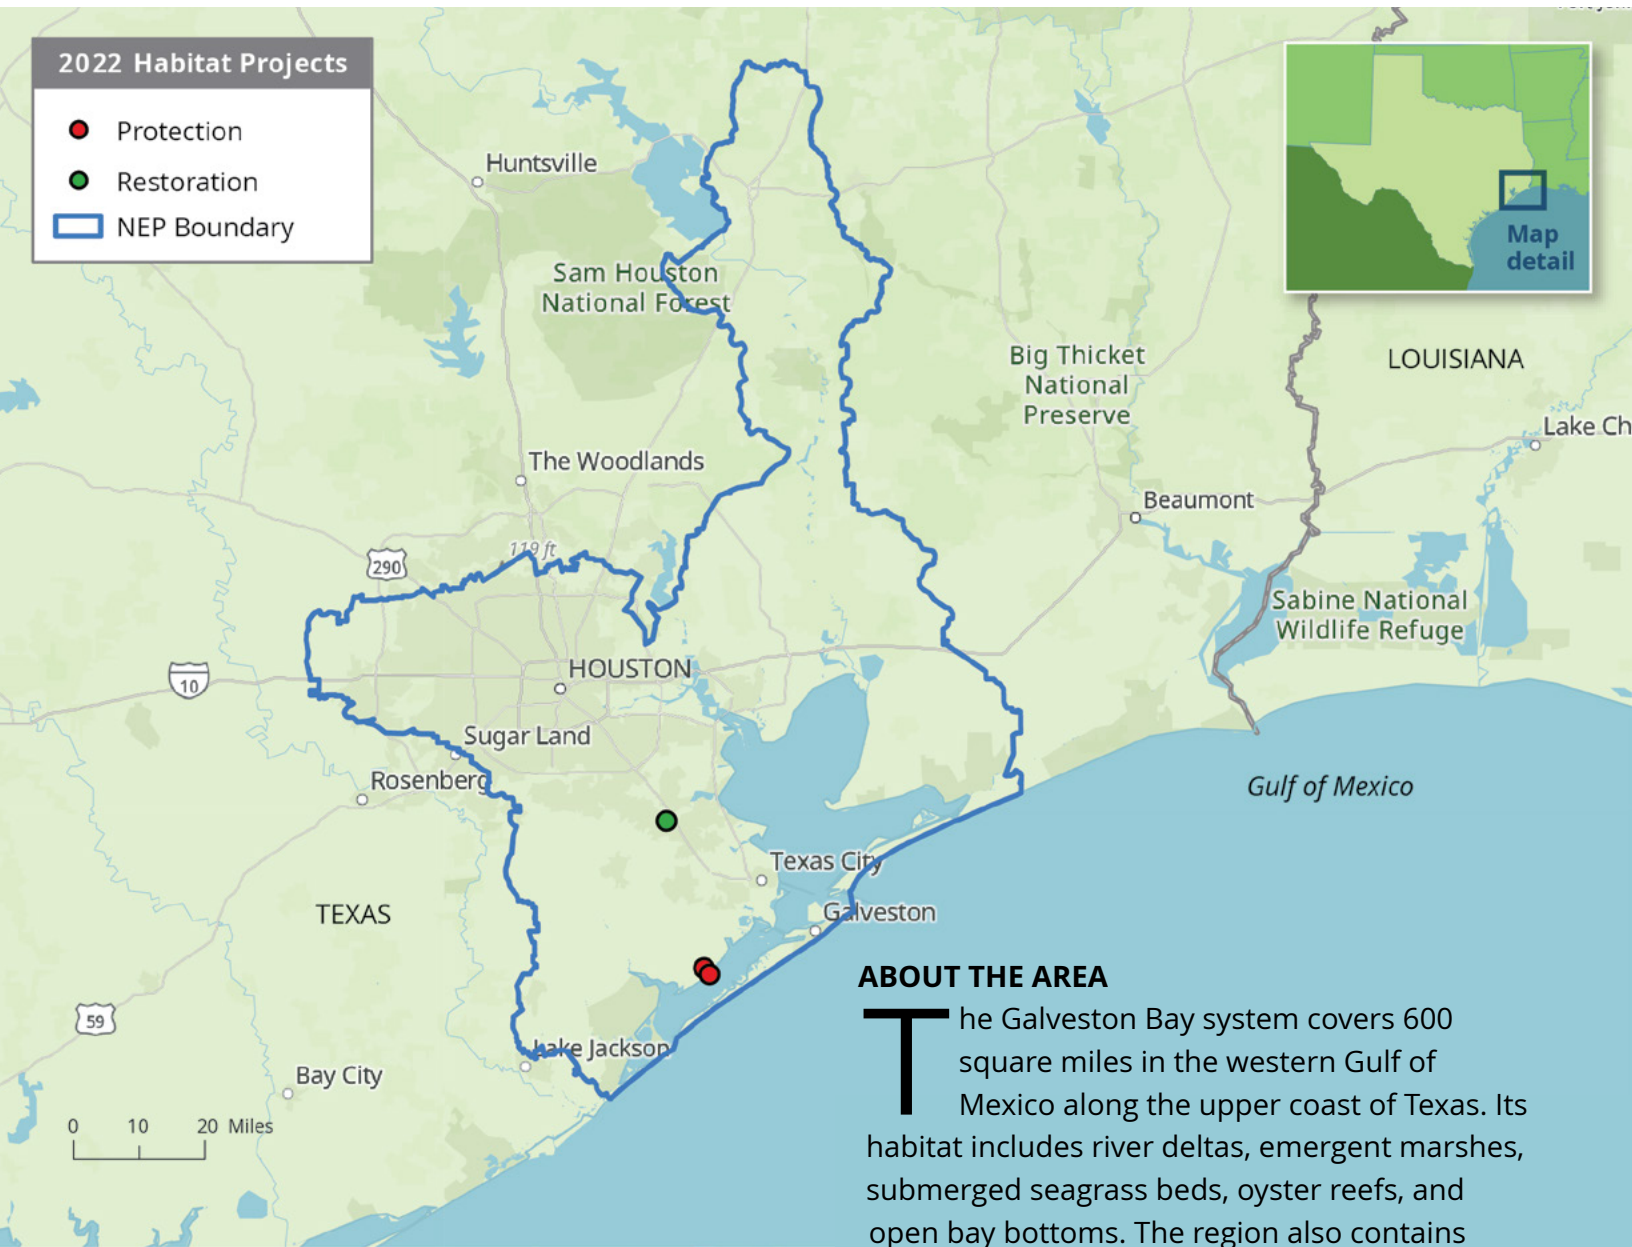 2022 Habitat Projects
Protection
Restoration
NEP Boundary
Huntsville
Sam Houston
National Forest
Map
detail
Big Thicket
National
Preserve
LOUISIANA
Lake Ch
The Woodlands
Beaumont
119 ft
290
Sabine National
Wildlife Refuge
HOUSTON
10
Sugar Land
Rosenberg
Gulf of Mexico
Texas City
TEXAS
Galveston
59
Lake Jackson
Bay City
0 10 20 Miles
ABOUT THE AREA
The Galveston Bay system covers 600
square miles in the western Gulf of
Mexico along the upper coast of Texas. Its
habitat includes river deltas, emergent marshes,
submerged seagrass beds, oyster reefs, and
open bay bottoms. The region also contains